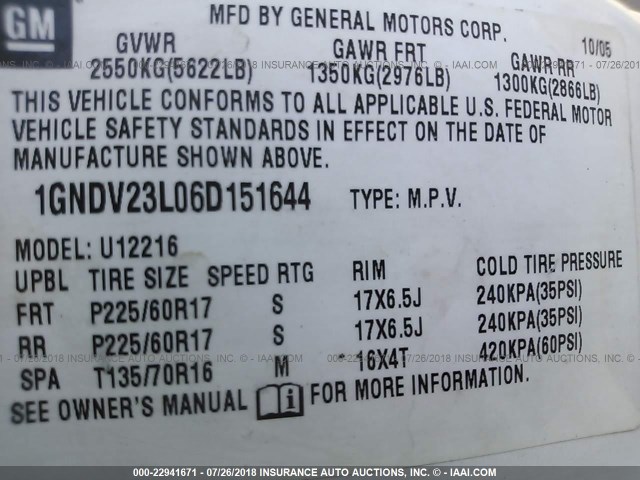 GM
MFD BY GENERAL MOTORS CORP.
10/05
GVWR GAWR FRT GAWR RR
2550KG(5622LB) 1350KG(2976LB) 1300KG(2866LB)
THIS VEHICLE CONFORMS TO ALL APPLICABLE U.S. FEDERAL MOTOR
VEHICLE SAFETY STANDARDS IN EFFECT ON THE DATE OF
MANUFACTURE SHOWN ABOVE.
1GNDV23L06D151644 TYPE: M.P.V.
MODEL: U12216
UPBL TIRE SIZE SPEED RTG RIM COLD TIRE PRESSURE
FRT P225/60R17 S 17X6.5J 240KPA(35PSI)
RR P225/60R17 S 17X6.5J 240KPA(35PSI)
SPA T135/70R16 M 16X4T 420KPA(60PSI)
SEE OWNER'S MANUAL i FOR MORE INFORMATION.
000-22941671 - 07/26/2018 INSURANCE AUTO AUCTIONS INC. © - IAAI.COM